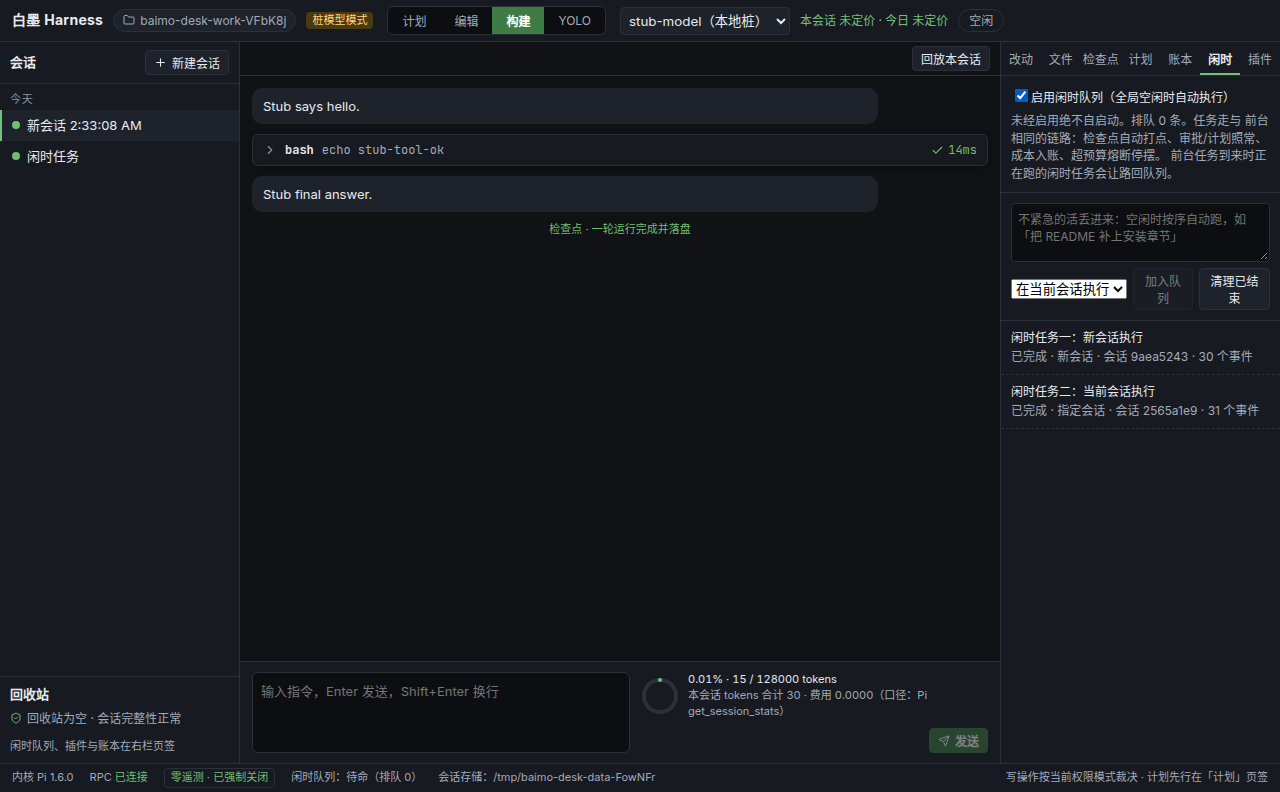 白墨 Harness
baimo-desk-work-VFbK8j
桩模型模式
计划
编辑
构建
YOLO
stub-model（本地桩）
本会话 未定价 · 今日 未定价
空闲
会话
新建会话
今天
新会话 2:33:08 AM
闲时任务
回收站
回收站为空 · 会话完整性正常
闲时队列、插件与账本在右栏页签
回放本会话
Stub says hello.
bash echo stub-tool-ok
14ms
Stub final answer.
检查点 · 一轮运行完成并落盘
输入指令，Enter 发送，Shift+Enter 换行
0.01% · 15 / 128000 tokens
本会话 tokens 合计 30 · 费用 0.0000（口径：Pi
get_session_stats）
发送
改动
文件
检查点
计划
账本
闲时
插件
启用闲时队列（全局空闲时自动执行）
未经启用绝不自启动。排队 0 条。任务走与 前台
相同的链路：检查点自动打点、审批/计划照常、
成本入账、超预算熔断停摆。 前台任务到来时正
在跑的闲时任务会让路回队列。
不紧急的活丢进来：空闲时按序自动跑，如
「把 README 补上安装章节」
在当前会话执行
加入队
列
清理已结
束
闲时任务一：新会话执行
已完成 · 新会话 · 会话 9aea5243 · 30 个事件
闲时任务二：当前会话执行
已完成 · 指定会话 · 会话 2565a1e9 · 31 个事件
内核 Pi 1.6.0
RPC 已连接
零遥测 · 已强制关闭
闲时队列：待命（排队 0）
会话存储：/tmp/baimo-desk-data-FowNFr
写操作按当前权限模式裁决 · 计划先行在「计划」页签